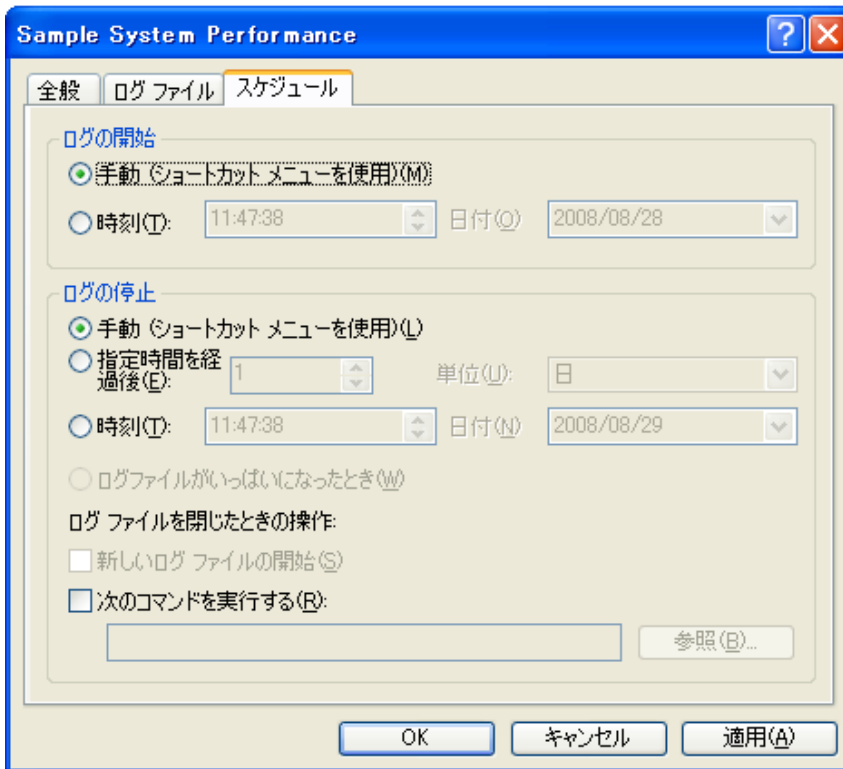 Sample System Performance
全般 ログ ファイル スケジュール
ログの開始
手動 (ショートカット メニューを使用)(M)
時刻(T): 11:47:38 日付(O) 2008/08/28
ログの停止
手動 (ショートカット メニューを使用)(L)
指定時間を経
過後(E): 1 単位(U): 日
時刻(T): 11:47:38 日付(N) 2008/08/29
ログファイルがいっぱいになったとき(W)
ログ ファイルを閉じたときの操作:
新しいログ ファイルの開始(S)
次のコマンドを実行する(R):
参照(B)...
OK キャンセル 適用(A)